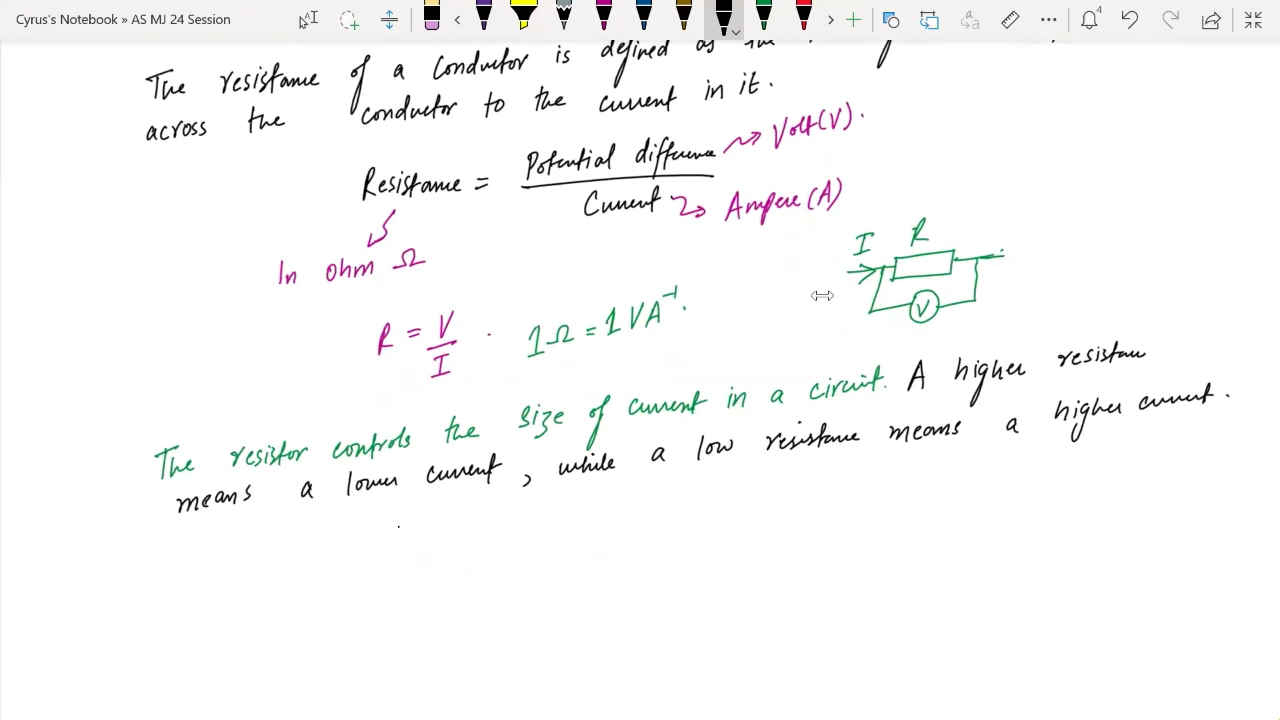 Cyrus's Notebook » AS MJ 24 Session
4
The resistance of a conductor is defined as the
across the conductor to the current in it.
Resistance = Potential difference → Volt (V).
Current → Ampere (A)
In ohm Ω
I R
V
R = V/I . 1Ω = 1VA⁻¹.
The resistor controls the size of current in a circuit. A higher resistance
means a lower current, while a low resistance means a higher current.